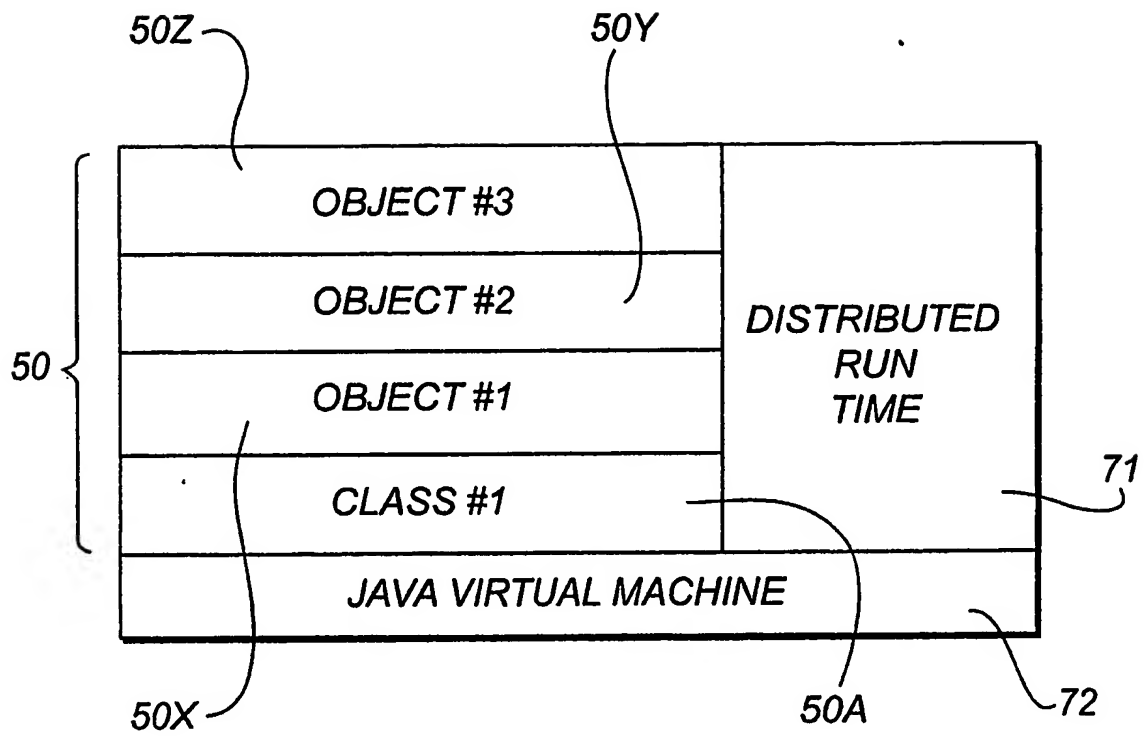 50Z
50Y
OBJECT #3
OBJECT #2
DISTRIBUTED
RUN
TIME
50
OBJECT #1
71
CLASS #1
JAVA VIRTUAL MACHINE
50X
50A
72